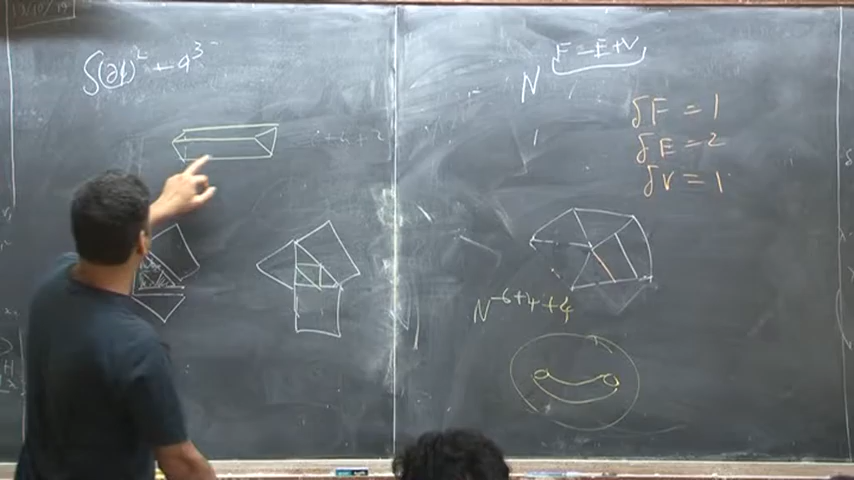 ∫(∂φ)² + φ³
N^{F-E+V}
δF = 1
δE = 2
δV = 1
N^{-6+4+4}